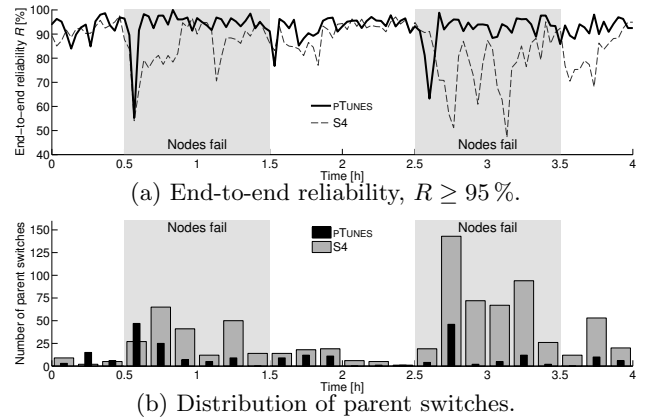 100
90
80
70
60
50
40
End-to-end reliability R [%]
PTUNES
S4
Nodes fail
Nodes fail
0 0.5 1 1.5 2 2.5 3 3.5 4
Time [h]
(a) End-to-end reliability, R ≥ 95 %.
150
125
100
75
50
25
0
Number of parent switches
Nodes fail
PTUNES
S4
Nodes fail
0 0.5 1 1.5 2 2.5 3 3.5 4
Time [h]
(b) Distribution of parent switches.